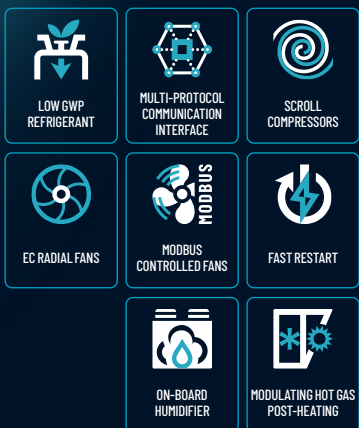 LOW GWP
REFRIGERANT
MULTI-PROTOCOL
COMMUNICATION
INTERFACE
SCROLL
COMPRESSORS
EC RADIAL FANS
MODBUS
MODBUS
CONTROLLED FANS
FAST RESTART
ON-BOARD
HUMIDIFIER
MODULATING HOT GAS
POST-HEATING